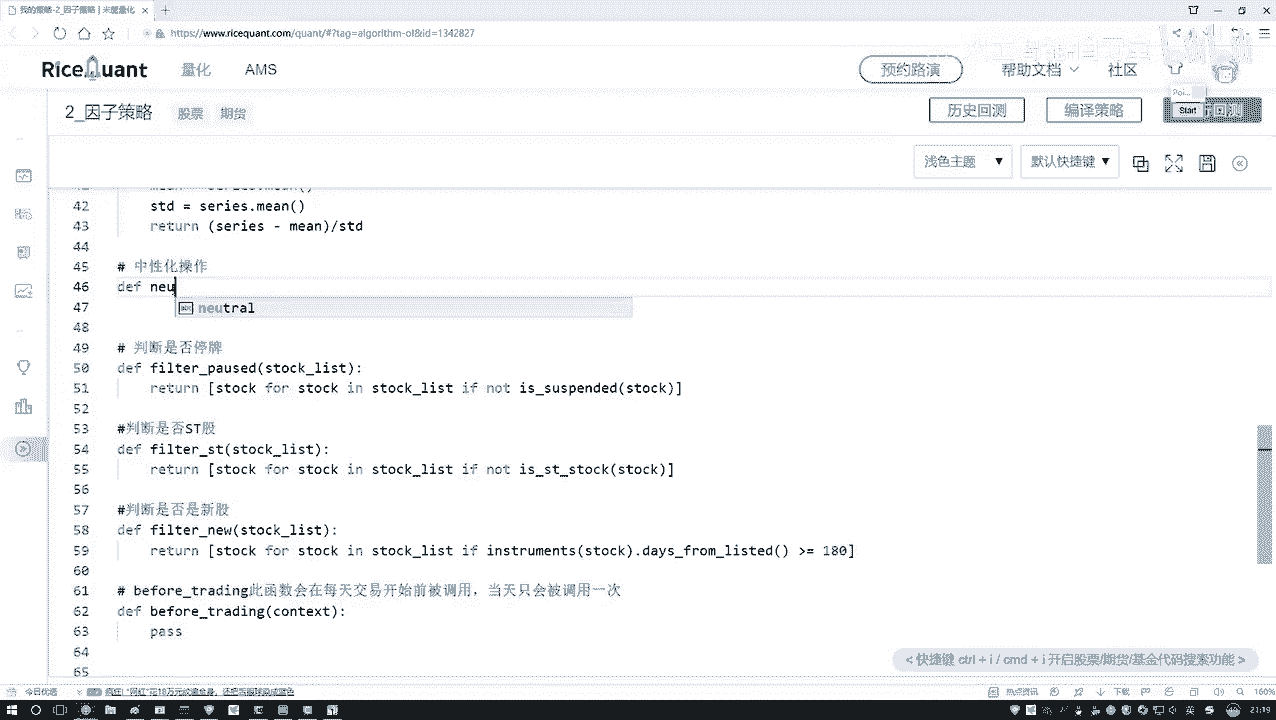 我的策略-2_因子策略 | 米筐量化
https://www.ricequant.com/quant/#?tag=algorithm-of&id=1342827
RiceQuant 量化 AMS 预约路演 帮助文档 社区
2_因子策略 股票 期货 历史回测 编译策略
Start
浅色主题 默认快捷键
42 std = series.mean()
43 return (series - mean)/std
44
45 # 中性化操作
46 def neu
47 neutral
48
49 # 判断是否停牌
50 def filter_paused(stock_list):
51 return [stock for stock in stock_list if not is_suspended(stock)]
52
53 #判断是否ST股
54 def filter_st(stock_list):
55 return [stock for stock in stock_list if not is_st_stock(stock)]
56
57 #判断是否是新股
58 def filter_new(stock_list):
59 return [stock for stock in stock_list if instruments(stock).days_from_listed() >= 180]
60
61 # before_trading此函数会在每天交易开始前被调用，当天只会被调用一次
62 def before_trading(context):
63 pass
64
65
< 快捷键 ctrl + i / cmd + i 开启股票/期货/基金代码搜索功能 >
今日优选 热点资讯 下载 160%
21:19